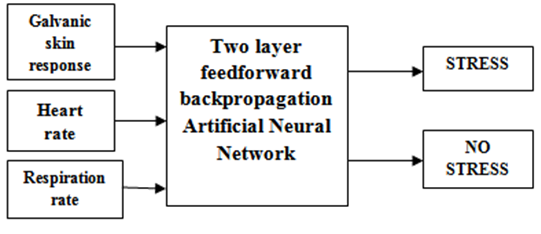 Galvanic
skin
response
Heart
rate
Respiration
rate
Two layer
feedforward
backpropagation
Artificial Neural
Network
STRESS
NO
STRESS